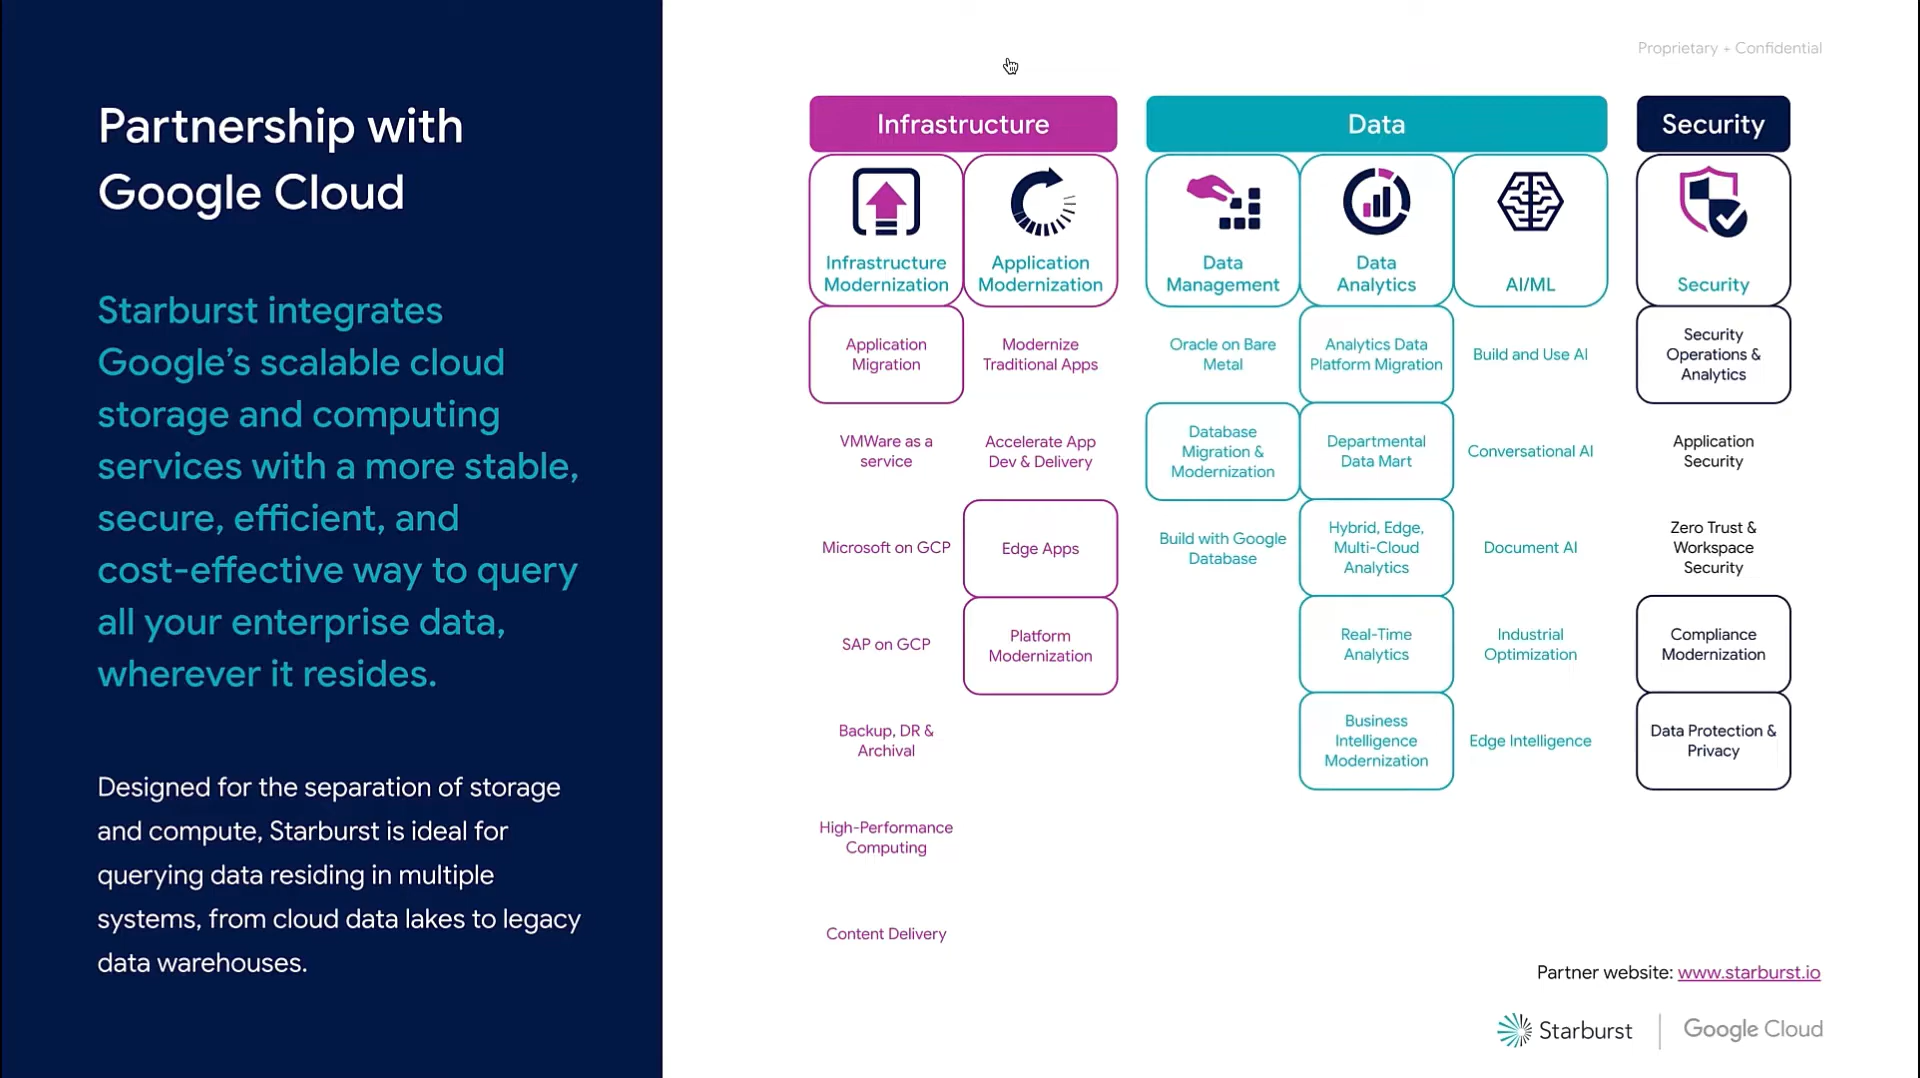 Proprietary + Confidential
Partnership with
Google Cloud
Starburst integrates
Google’s scalable cloud
storage and computing
services with a more stable,
secure, efficient, and
cost-effective way to query
all your enterprise data,
wherever it resides.
Designed for the separation of storage
and compute, Starburst is ideal for
querying data residing in multiple
systems, from cloud data lakes to legacy
data warehouses.
Infrastructure
Infrastructure
Modernization
Application
Migration
VMWare as a
service
Microsoft on GCP
SAP on GCP
Backup, DR &
Archival
High-Performance
Computing
Content Delivery
Application
Modernization
Modernize
Traditional Apps
Accelerate App
Dev & Delivery
Edge Apps
Platform
Modernization
Data
Data
Management
Oracle on Bare
Metal
Database
Migration &
Modernization
Build with Google
Database
Data
Analytics
Analytics Data
Platform Migration
Departmental
Data Mart
Hybrid, Edge,
Multi-Cloud
Analytics
Real-Time
Analytics
Business
Intelligence
Modernization
AI/ML
Build and Use AI
Conversational AI
Document AI
Industrial
Optimization
Edge Intelligence
Security
Security
Security
Operations &
Analytics
Application
Security
Zero Trust &
Workspace
Security
Compliance
Modernization
Data Protection &
Privacy
Partner website: www.starburst.io
Starburst
Google Cloud